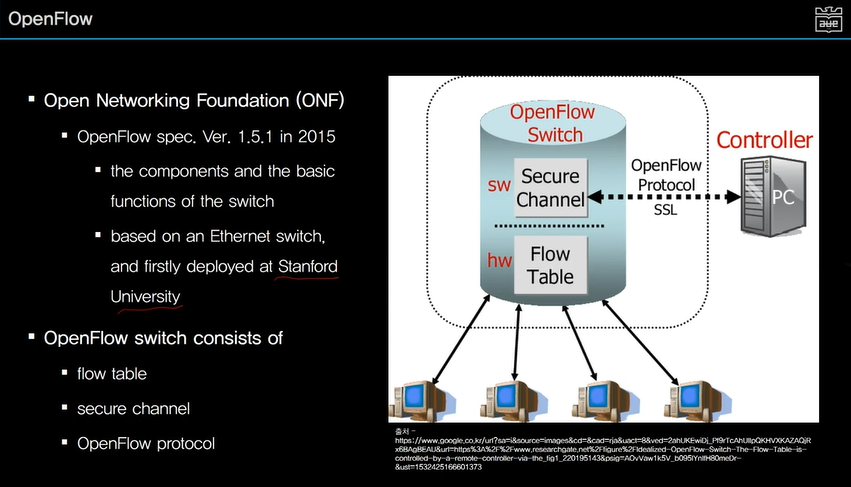 OpenFlow
aye
▪ Open Networking Foundation (ONF)
▪ OpenFlow spec. Ver. 1.5.1 in 2015
▪ the components and the basic
functions of the switch
▪ based on an Ethernet switch,
and firstly deployed at Stanford
University
▪ OpenFlow switch consists of
▪ flow table
▪ secure channel
▪ OpenFlow protocol
OpenFlow
Switch
sw
Secure
Channel
hw
Flow
Table
OpenFlow
Protocol
SSL
Controller
PC
출처 -
https://www.google.co.kr/url?sa=i&source=images&cd=&cad=rja&uact=8&ved=2ahUKEwiDj_Pl9rTcAhUIIpQKHVXKAZAQjR
x6BAgBEAU&url=https%3A%2F%2Fwww.researchgate.net%2Ffigure%2FIdealized-OpenFlow-Switch-The-Flow-Table-is-
controlled-by-a-remote-controller-via-the_fig1_220195143&psig=AOvVaw1k5V_b095lYnIfH80meDr-
&ust=1532425166601373